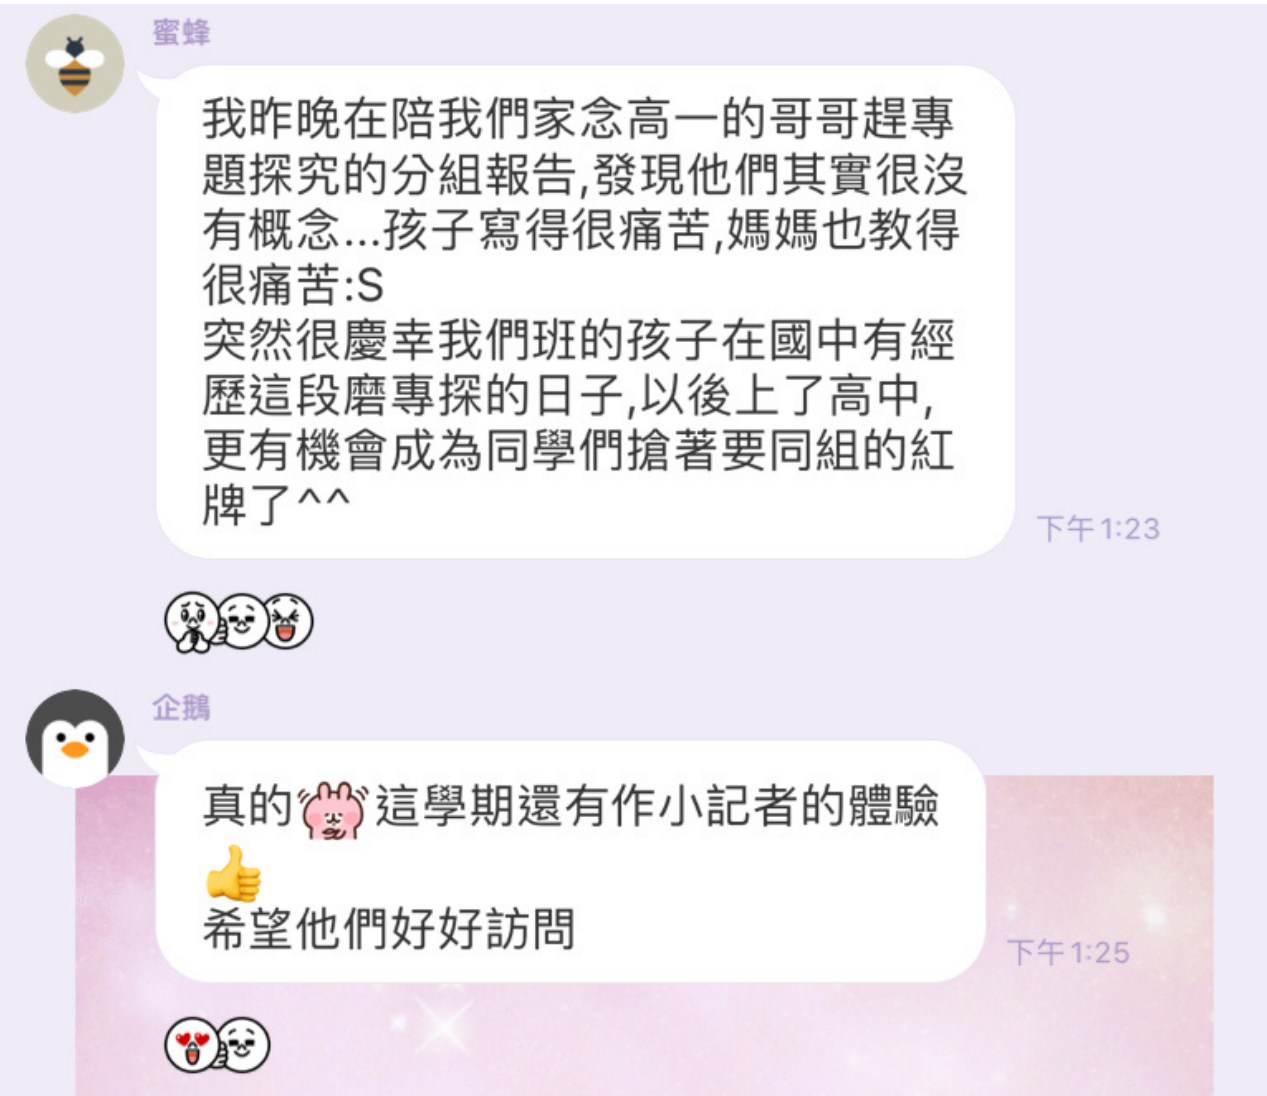 蜜蜂
我昨晚在陪我們家念高一的哥哥趕專
題探究的分組報告,發現他們其實很沒
有概念...孩子寫得很痛苦,媽媽也教得
很痛苦:S
突然很慶幸我們班的孩子在國中有經
歷這段磨專探的日子,以後上了高中,
更有機會成為同學們搶著要同組的紅
牌了^^
下午1:23
企鵝
真的這學期還有作小記者的體驗
👍
希望他們好好訪問
下午1:25